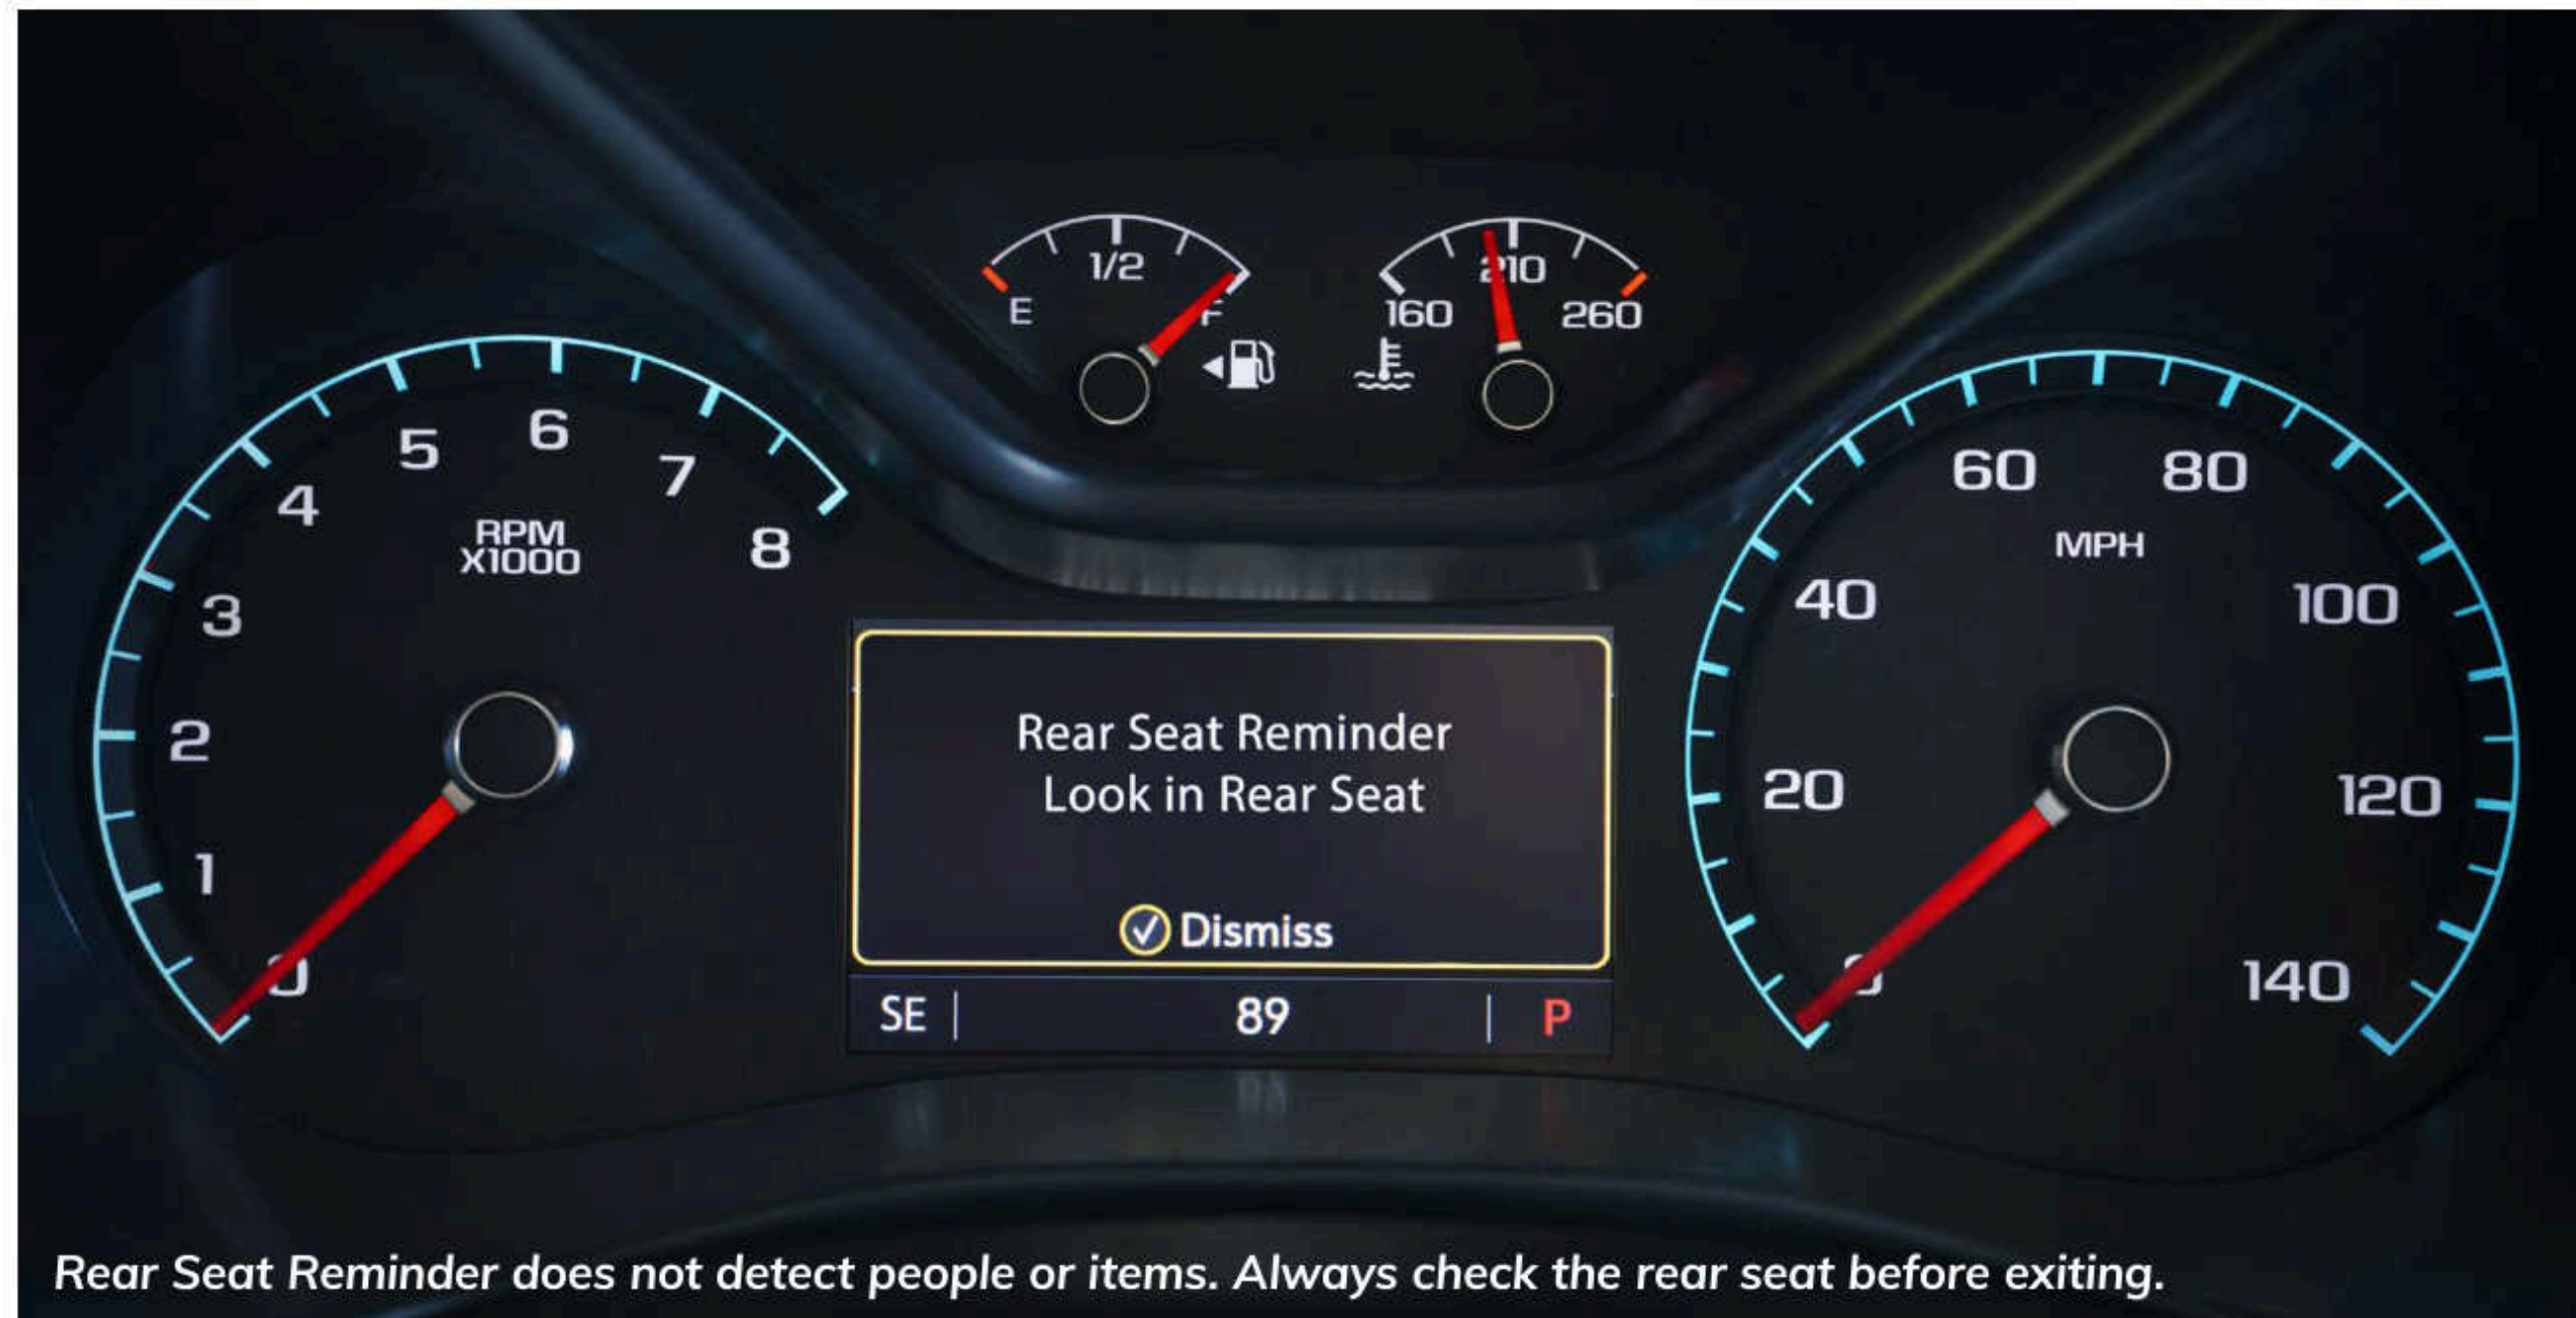 1/2
E
F
210
160
260
5
6
7
4
8
RPM
X1000
3
2
1
0
60
80
MPH
40
100
20
120
0
140
Rear Seat Reminder
Look in Rear Seat
Dismiss
SE
89
P
Rear Seat Reminder does not detect people or items. Always check the rear seat before exiting.